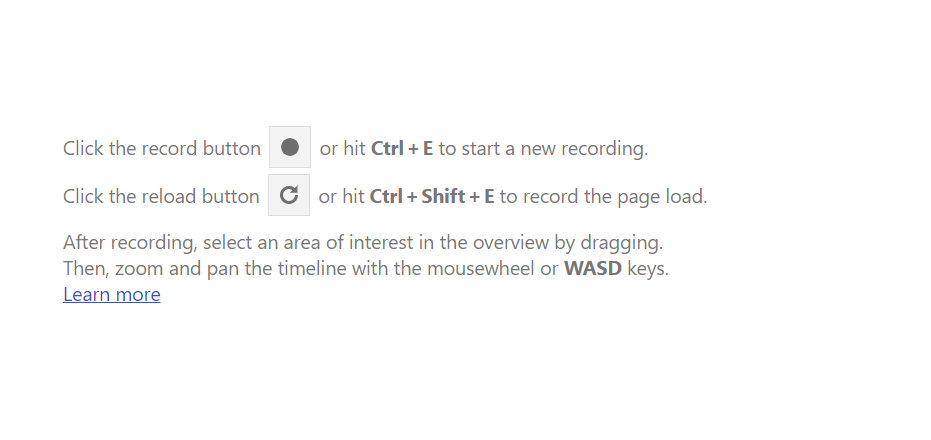 Click the record button or hit Ctrl + E to start a new recording.
Click the reload button or hit Ctrl + Shift + E to record the page load.
After recording, select an area of interest in the overview by dragging.
Then, zoom and pan the timeline with the mousewheel or WASD keys.
Learn more